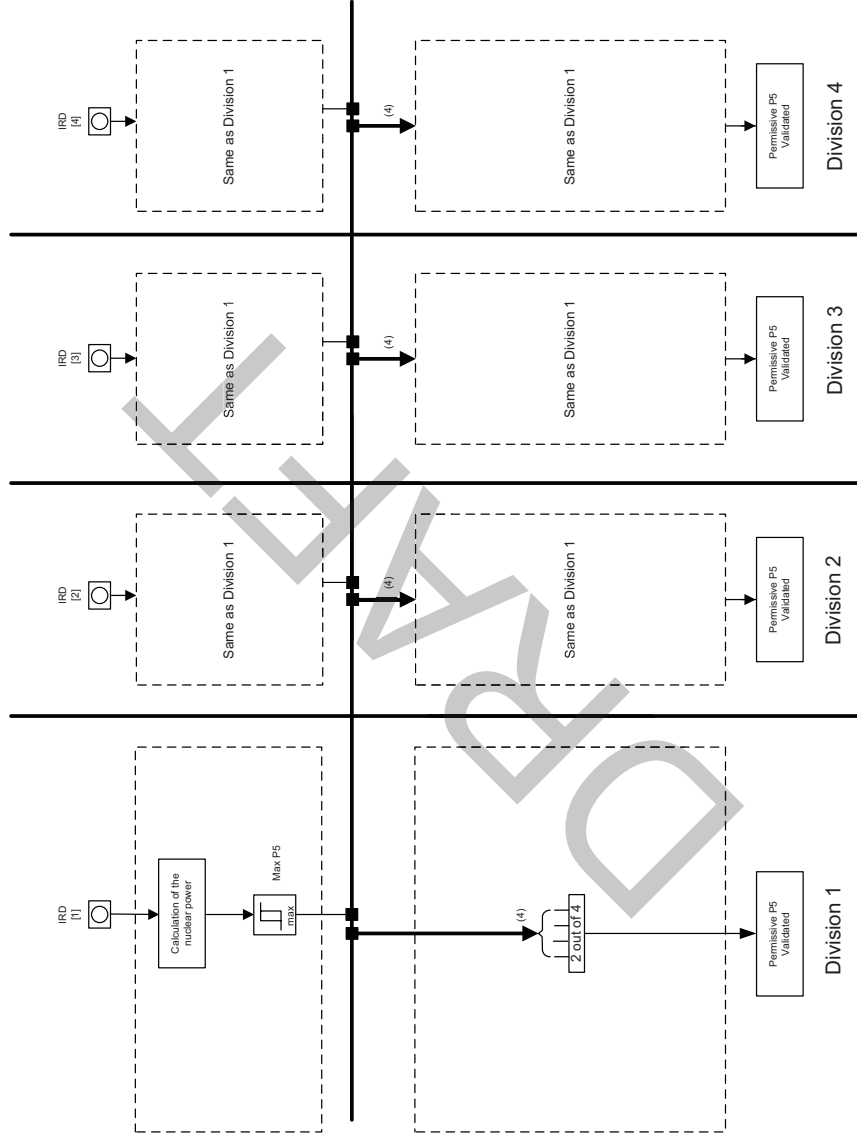 IRD
[1]
Calculation of the
nuclear power
Max P5
max
(4)
2 out of 4
Permissive P5
Validated
Division 1
IRD
[2]
Same as Division 1
(4)
Same as Division 1
Permissive P5
Validated
Division 2
IRD
[3]
Same as Division 1
(4)
Same as Division 1
Permissive P5
Validated
Division 3
IRD
[4]
Same as Division 1
(4)
Same as Division 1
Permissive P5
Validated
Division 4
DRAFT